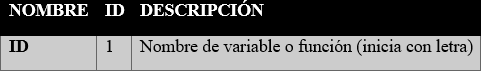 NOMBRE ID DESCRIPCIÓN
ID 1 Nombre de variable o función (inicia con letra)